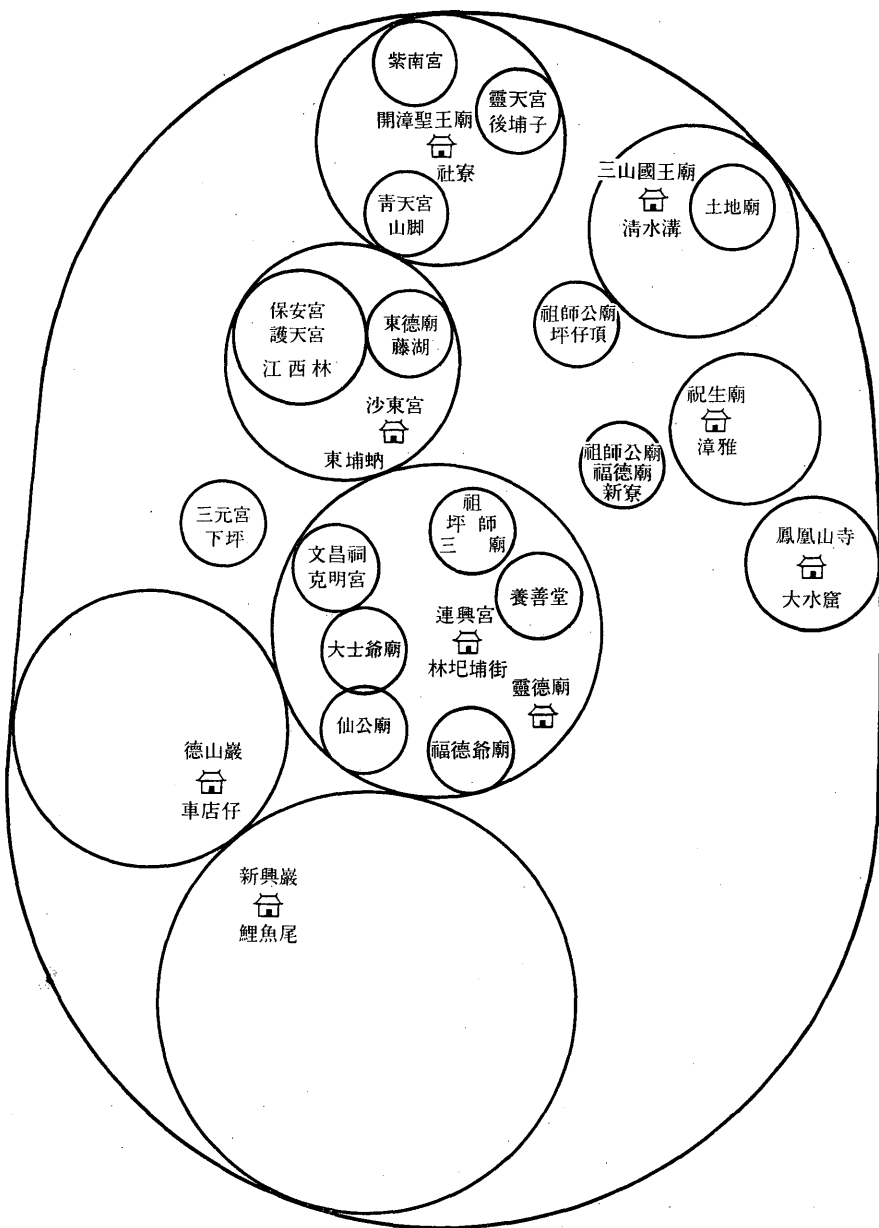 紫南宮
靈天宮
後埔子
開漳聖王廟
社寮
青天宮
山脚
三山國王廟
清水溝
土地廟
保安宮
護天宮
江西林
東德廟
藤湖
沙東宮
東埔蚋
祖師公廟
坪仔頂
祝生廟
漳雅
祖師公廟
福德廟
新寮
三元宮
下坪
鳳凰山寺
大水窟
祖
坪師
三廟
文昌祠
克明宮
養善堂
連興宮
林圯埔街
大士爺廟
靈德廟
仙公廟
福德爺廟
德山巖
車店仔
新興巖
鯉魚尾